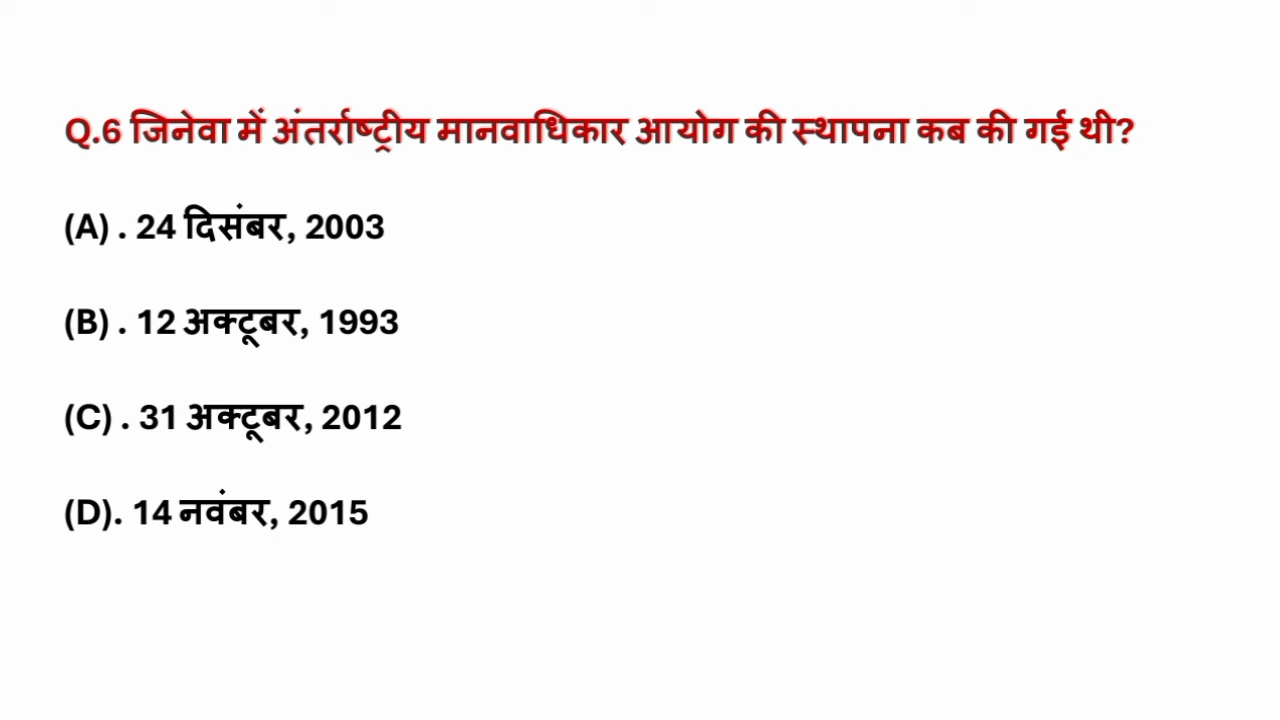 Q.6 जिनेवा में अंतर्राष्ट्रीय मानवाधिकार आयोग की स्थापना कब की गई थी?
(A) . 24 दिसंबर, 2003
(B) . 12 अक्टूबर, 1993
(C) . 31 अक्टूबर, 2012
(D). 14 नवंबर, 2015